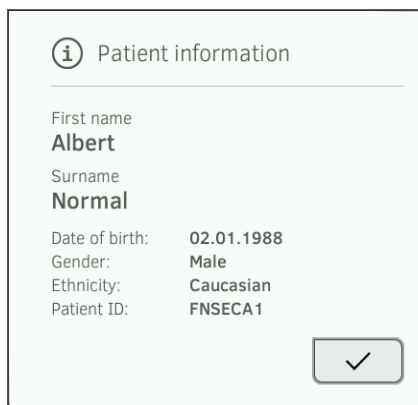 Patient information
First name
Albert
Surname
Normal
Date of birth: 02.01.1988
Gender: Male
Ethnicity: Caucasian
Patient ID: FNSECA1